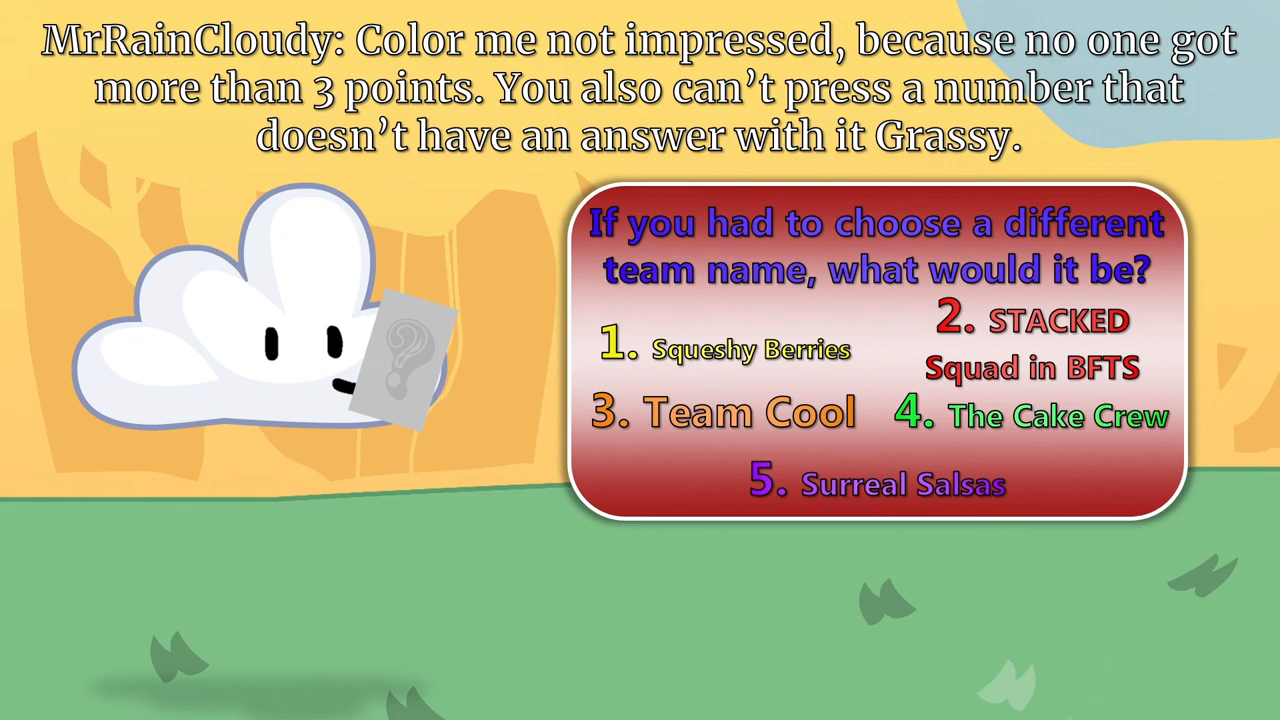 MrRainCloudy: Color me not impressed, because no one got
more than 3 points. You also can’t press a number that
doesn’t have an answer with it Grassy.
If you had to choose a different
team name, what would it be?
1. Squeshy Berries
2. STACKED
Squad in BFTS
3. Team Cool
4. The Cake Crew
5. Surreal Salsas
?